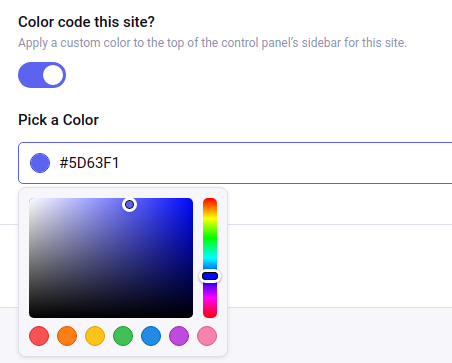 Color code this site?
Apply a custom color to the top of the control panel's sidebar for this site.
Pick a Color
#5D63F1